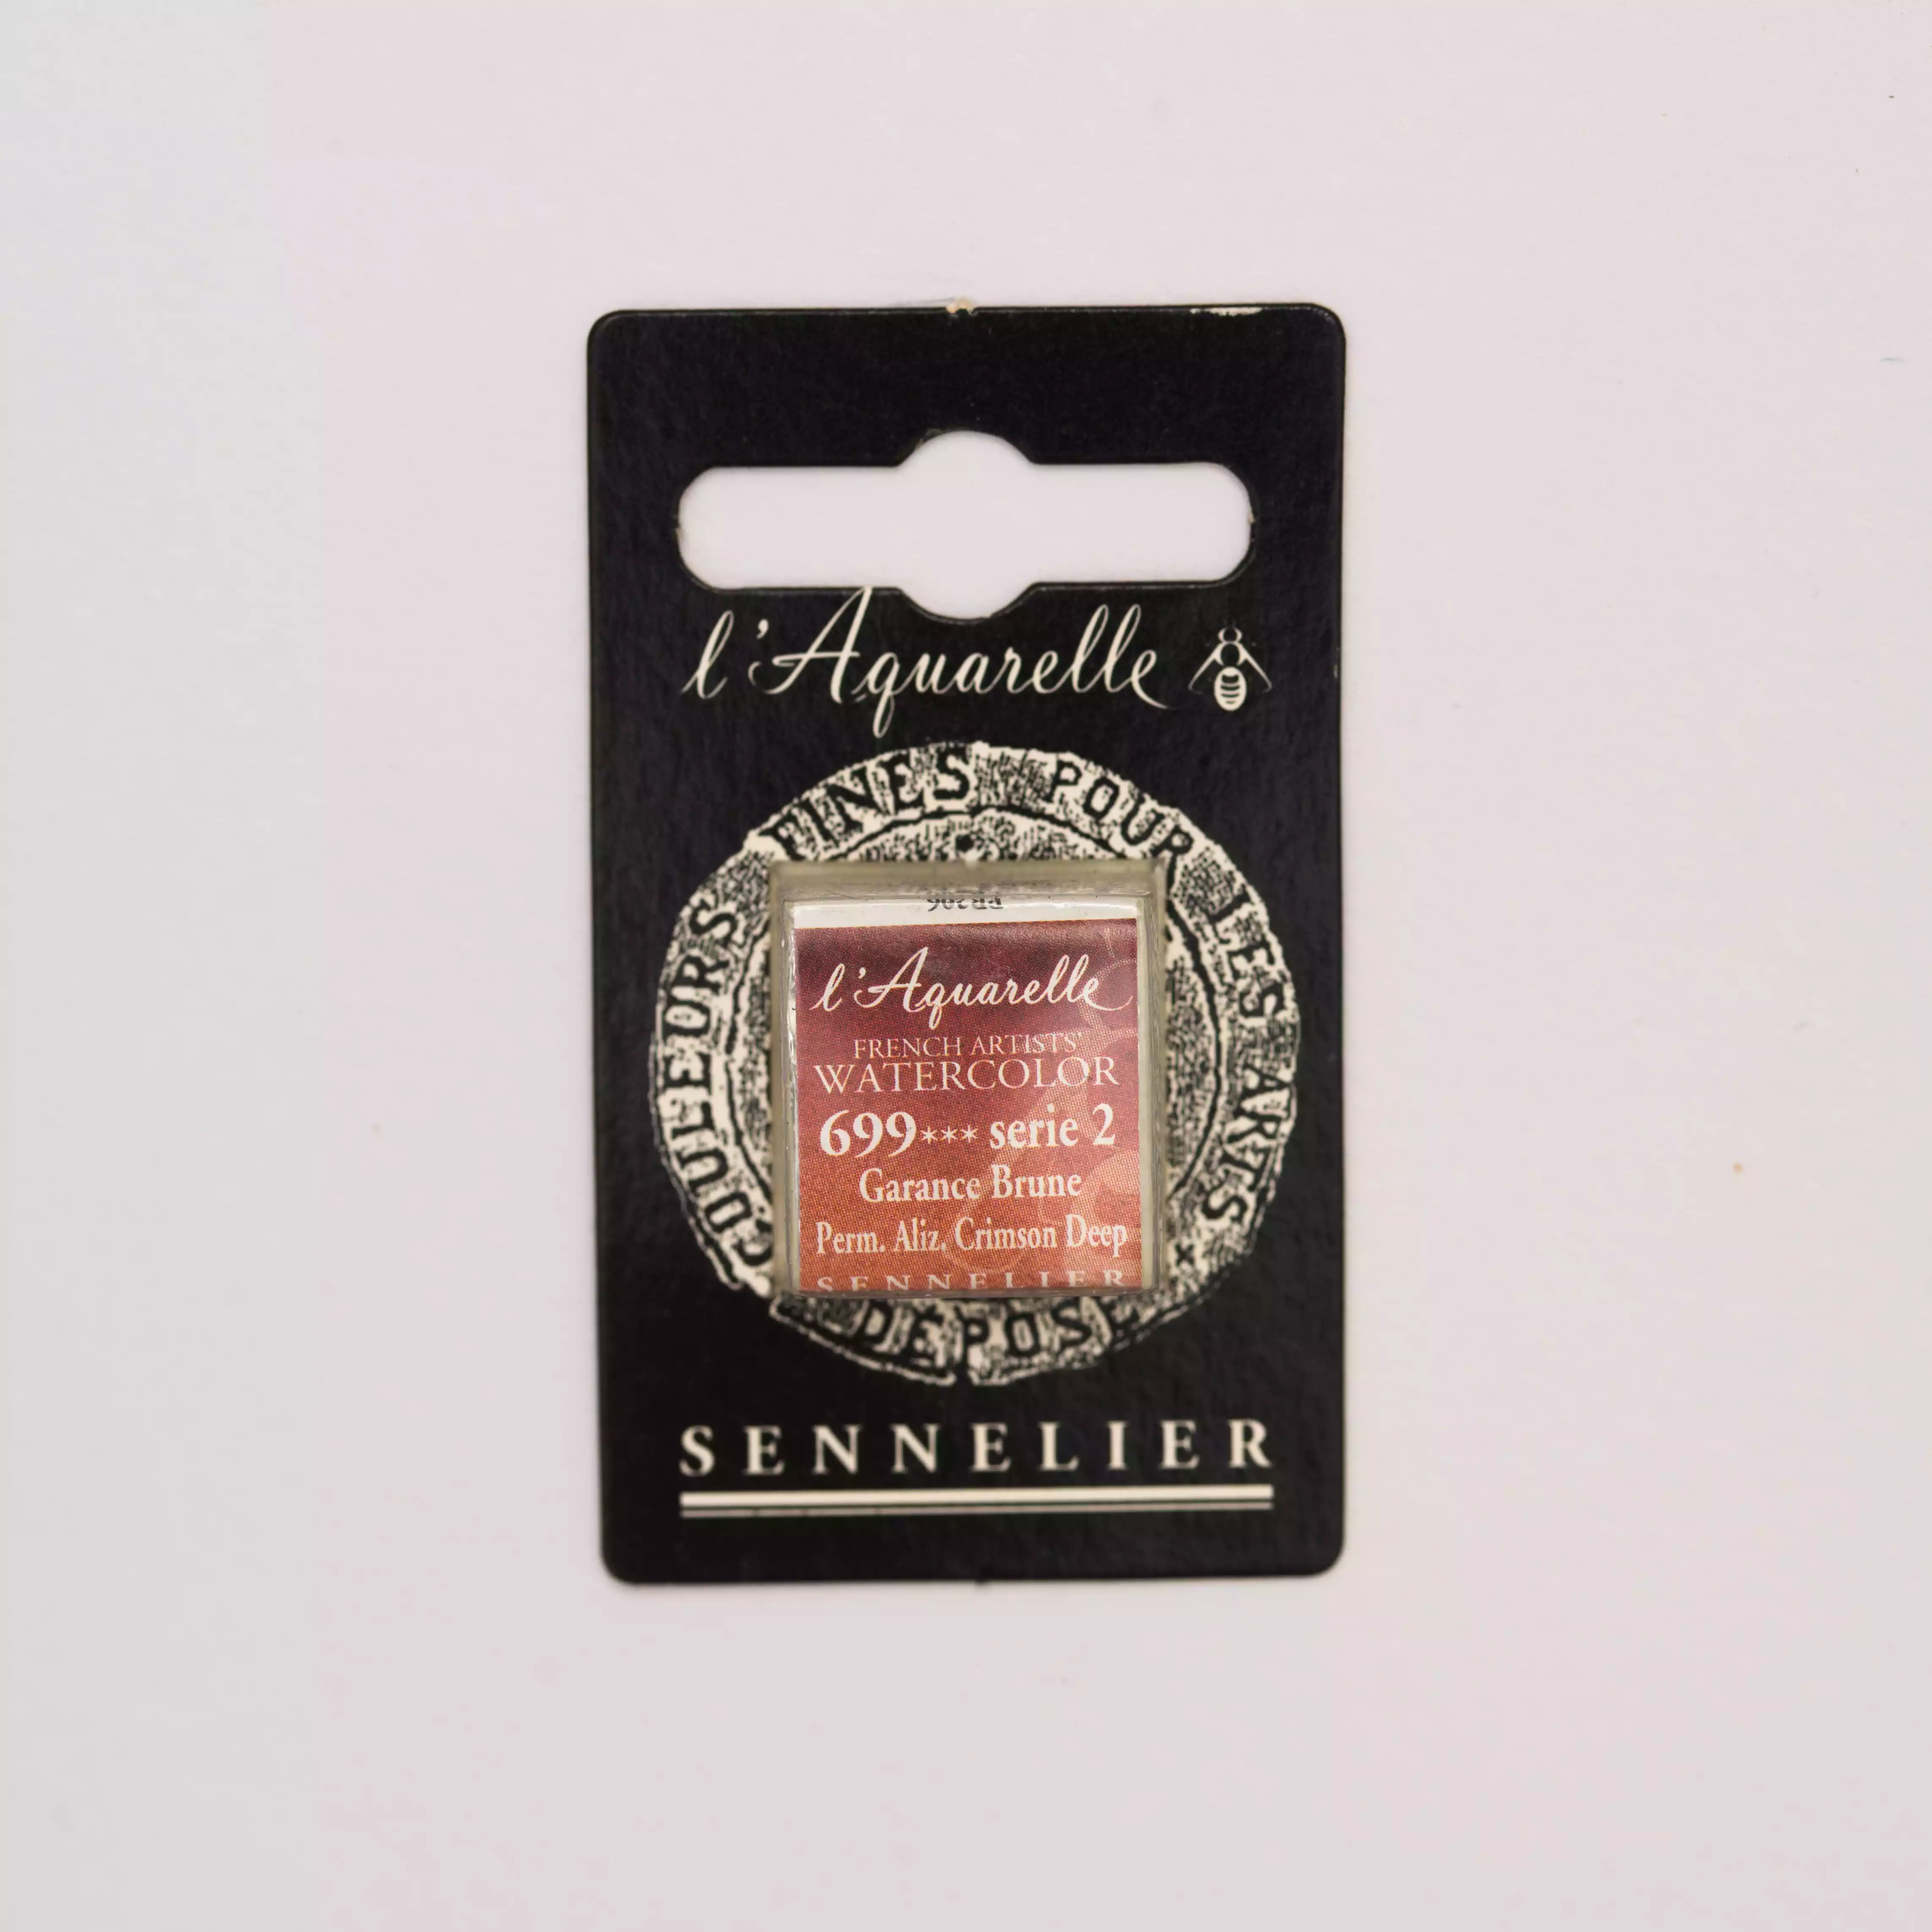 l'Aquarelle
COULEURS FINES POUR LES ARTS
DÉPOSÉ
PR206
l'Aquarelle
FRENCH ARTISTS'
WATERCOLOR
699*** serie 2
Garance Brune
Perm. Aliz. Crimson Deep
SENNELIER
SENNELIER